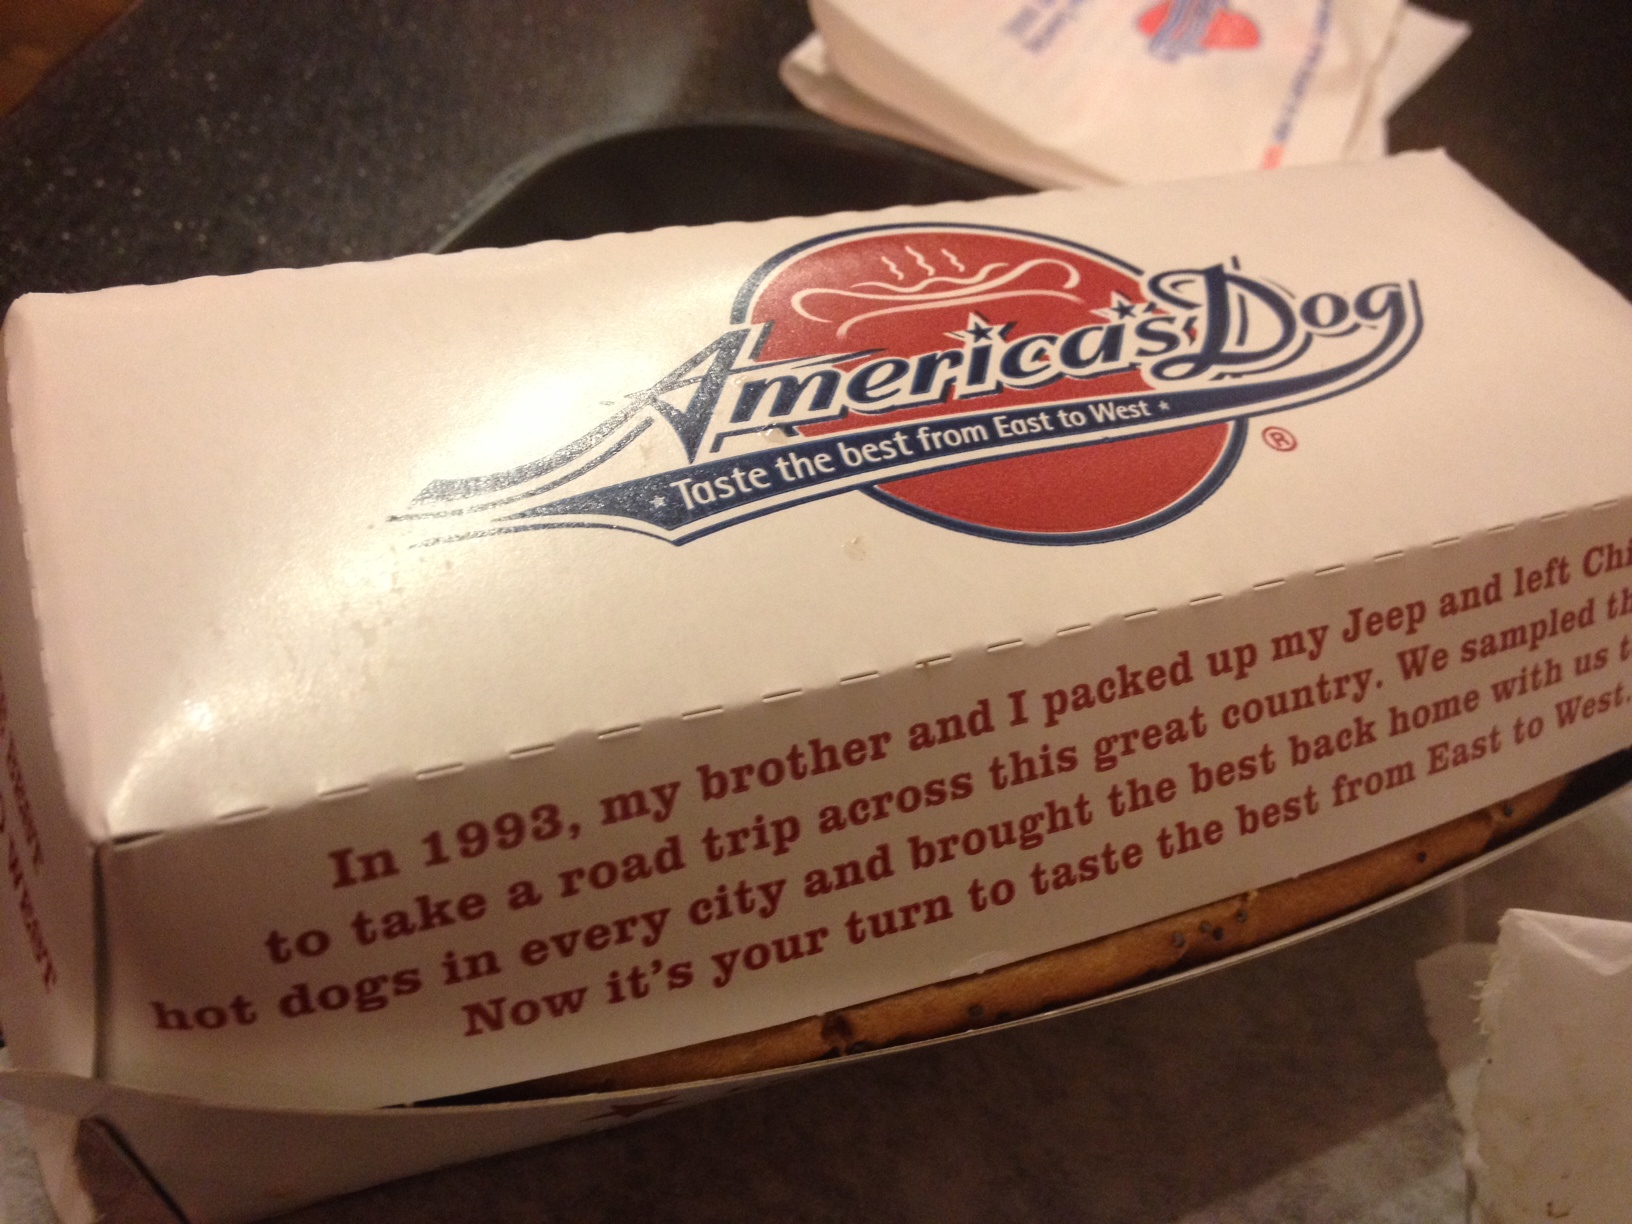 America's Dog
Taste the best from East to West
®
In 1993, my brother and I packed up my Jeep and left Chi
to take a road trip across this great country. We sampled th
hot dogs in every city and brought the best back home with us t
Now it's your turn to taste the best from East to West.